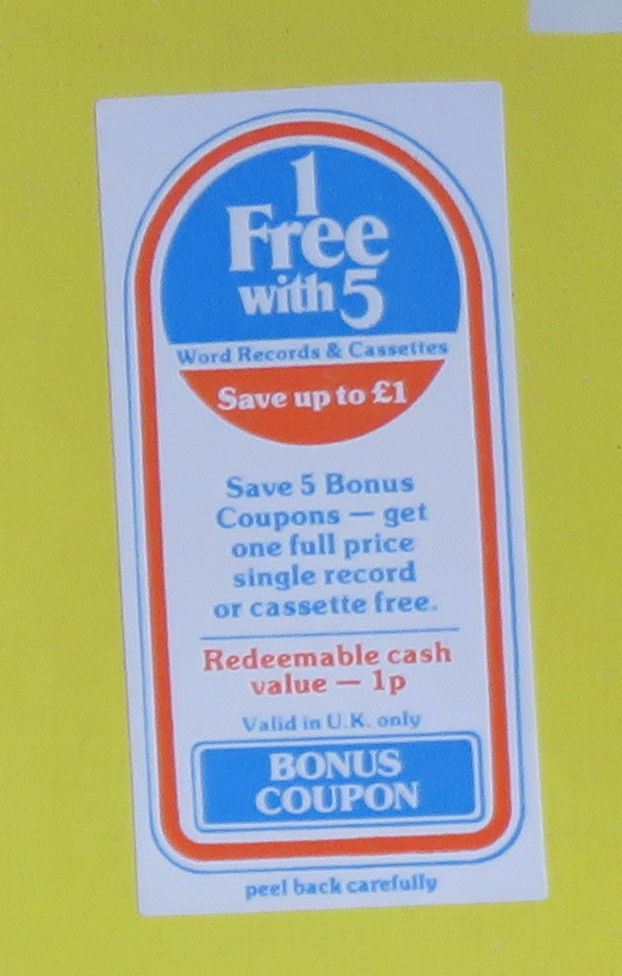 1
Free
with 5
Word Records & Cassettes
Save up to £1
Save 5 Bonus
Coupons — get
one full price
single record
or cassette free.
Redeemable cash
value — 1p
Valid in U.K. only
BONUS
COUPON
peel back carefully